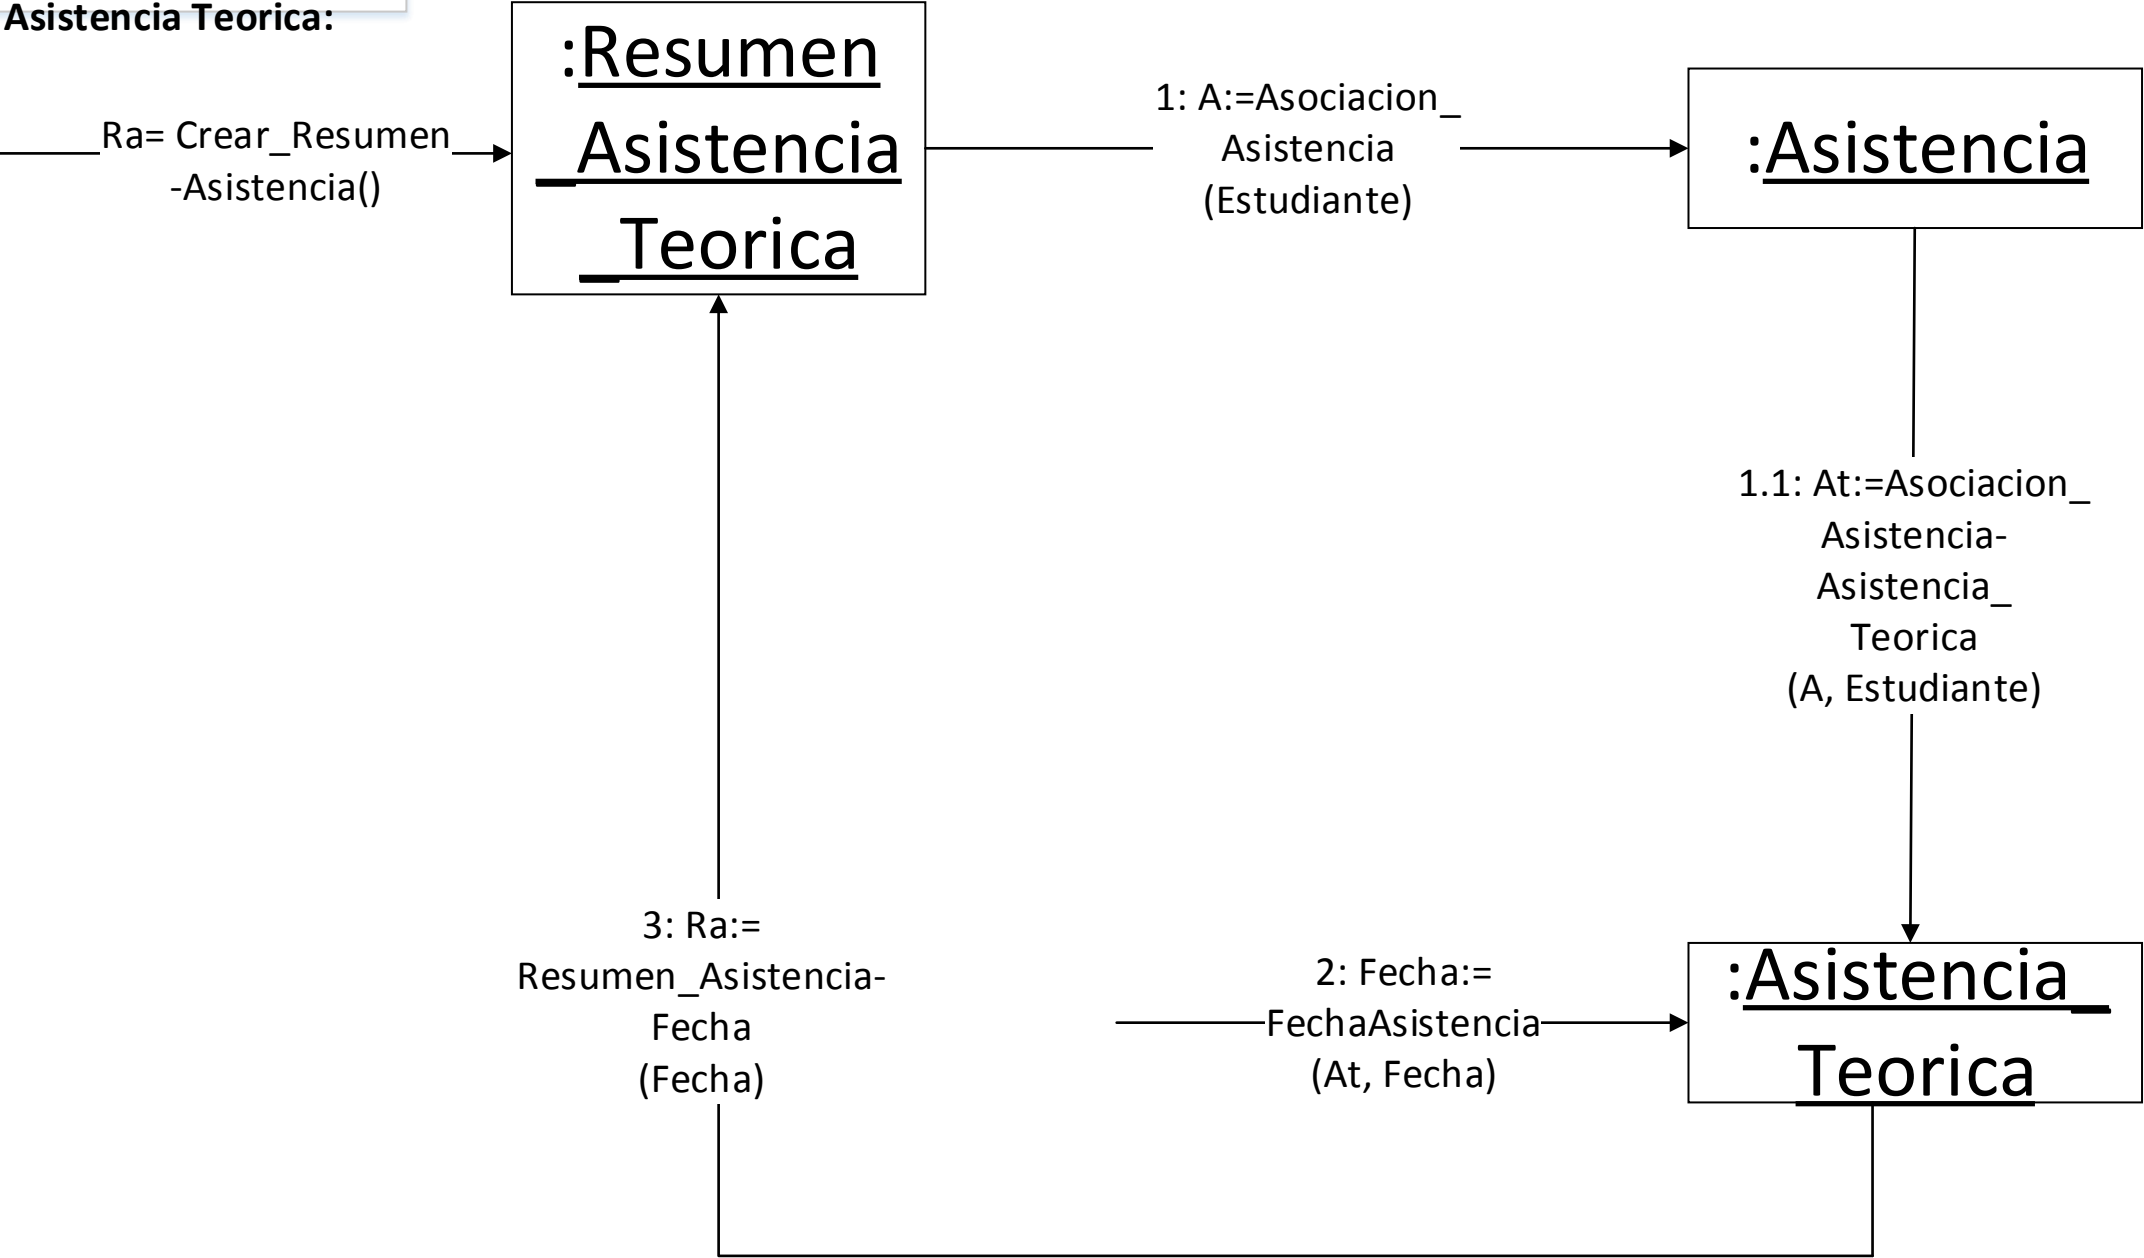 Asistencia Teorica:
Ra= Crear_Resumen
-Asistencia()
:Resumen
_Asistencia
_Teorica
1: A:=Asociacion_
Asistencia
(Estudiante)
:Asistencia
1.1: At:=Asociacion_
Asistencia-
Asistencia_
Teorica
(A, Estudiante)
3: Ra:=
Resumen_Asistencia-
Fecha
(Fecha)
2: Fecha:=
FechaAsistencia
(At, Fecha)
:Asistencia_
Teorica